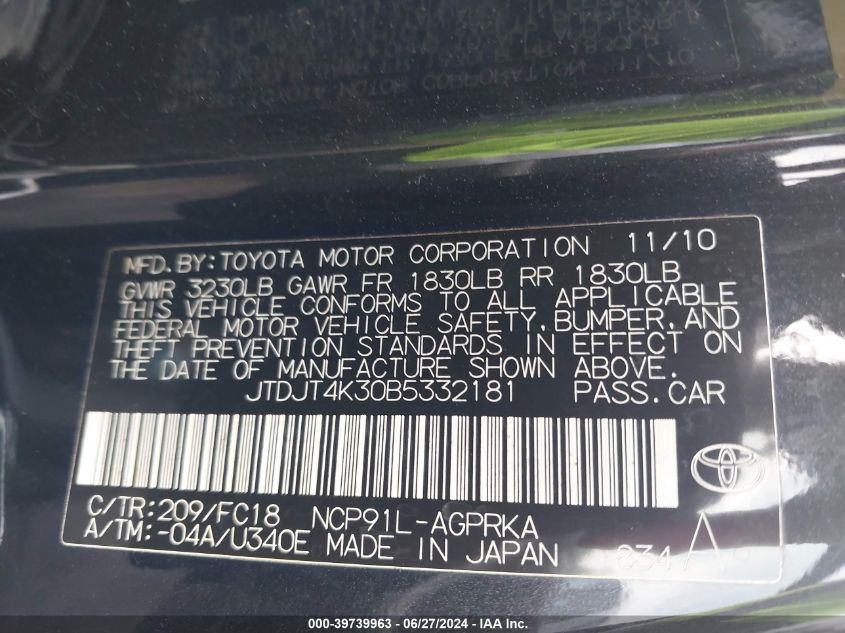 MFD. BY: TOYOTA MOTOR CORPORATION 11/10
GVWR 3230LB GAWR FR 1830LB RR 1830LB
THIS VEHICLE CONFORMS TO ALL APPLICABLE
FEDERAL MOTOR VEHICLE SAFETY, BUMPER, AND
THEFT PREVENTION STANDARDS IN EFFECT ON
THE DATE OF MANUFACTURE SHOWN ABOVE.
JTDJT4K30B5332181 PASS. CAR
C/TR: 209/FC18 NCP91L-AGPRKA
A/TM: -04A/U340E MADE IN JAPAN 834 A
000-39739963 - 06/27/2024 - IAA Inc.